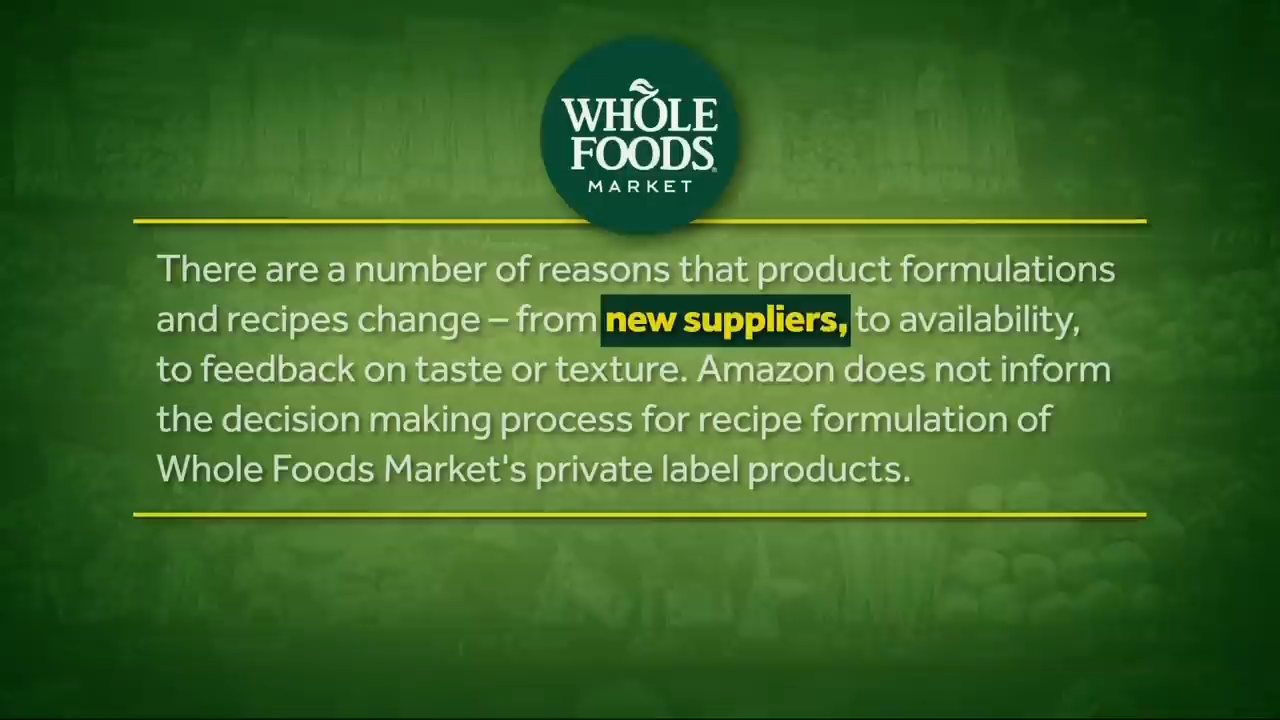 WHOLE
FOODS
MARKET
There are a number of reasons that product formulations
and recipes change – from new suppliers, to availability,
to feedback on taste or texture. Amazon does not inform
the decision making process for recipe formulation of
Whole Foods Market's private label products.